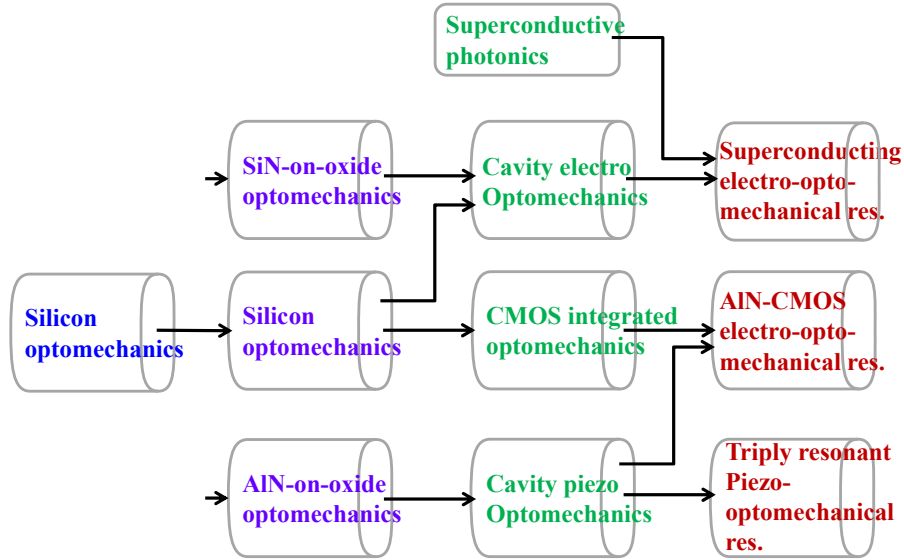 Superconductive
photonics
SiN-on-oxide
optomechanics
Cavity electro
Optomechanics
Superconducting
electro-opto-
mechanical res.
Silicon
optomechanics
Silicon
optomechanics
CMOS integrated
optomechanics
AlN-CMOS
electro-opto-
mechanical res.
AlN-on-oxide
optomechanics
Cavity piezo
Optomechanics
Triply resonant
Piezo-
optomechanical
res.